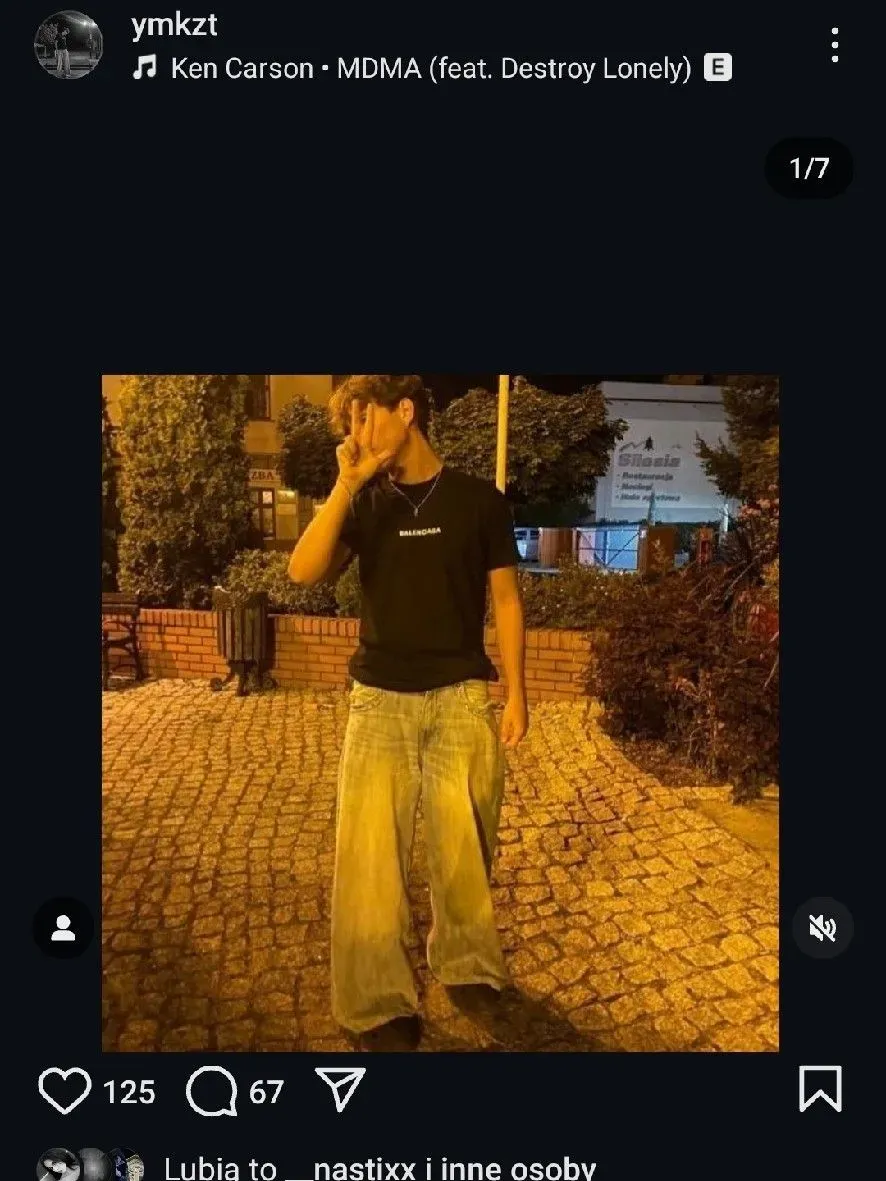 ymkzt
Ken Carson • MDMA (feat. Destroy Lonely) E
1/7
Silesia
- Restauracja
- Noclegi
ZBA
BALENCIAGA
125 67
Lubią to __nastixx i inne osoby